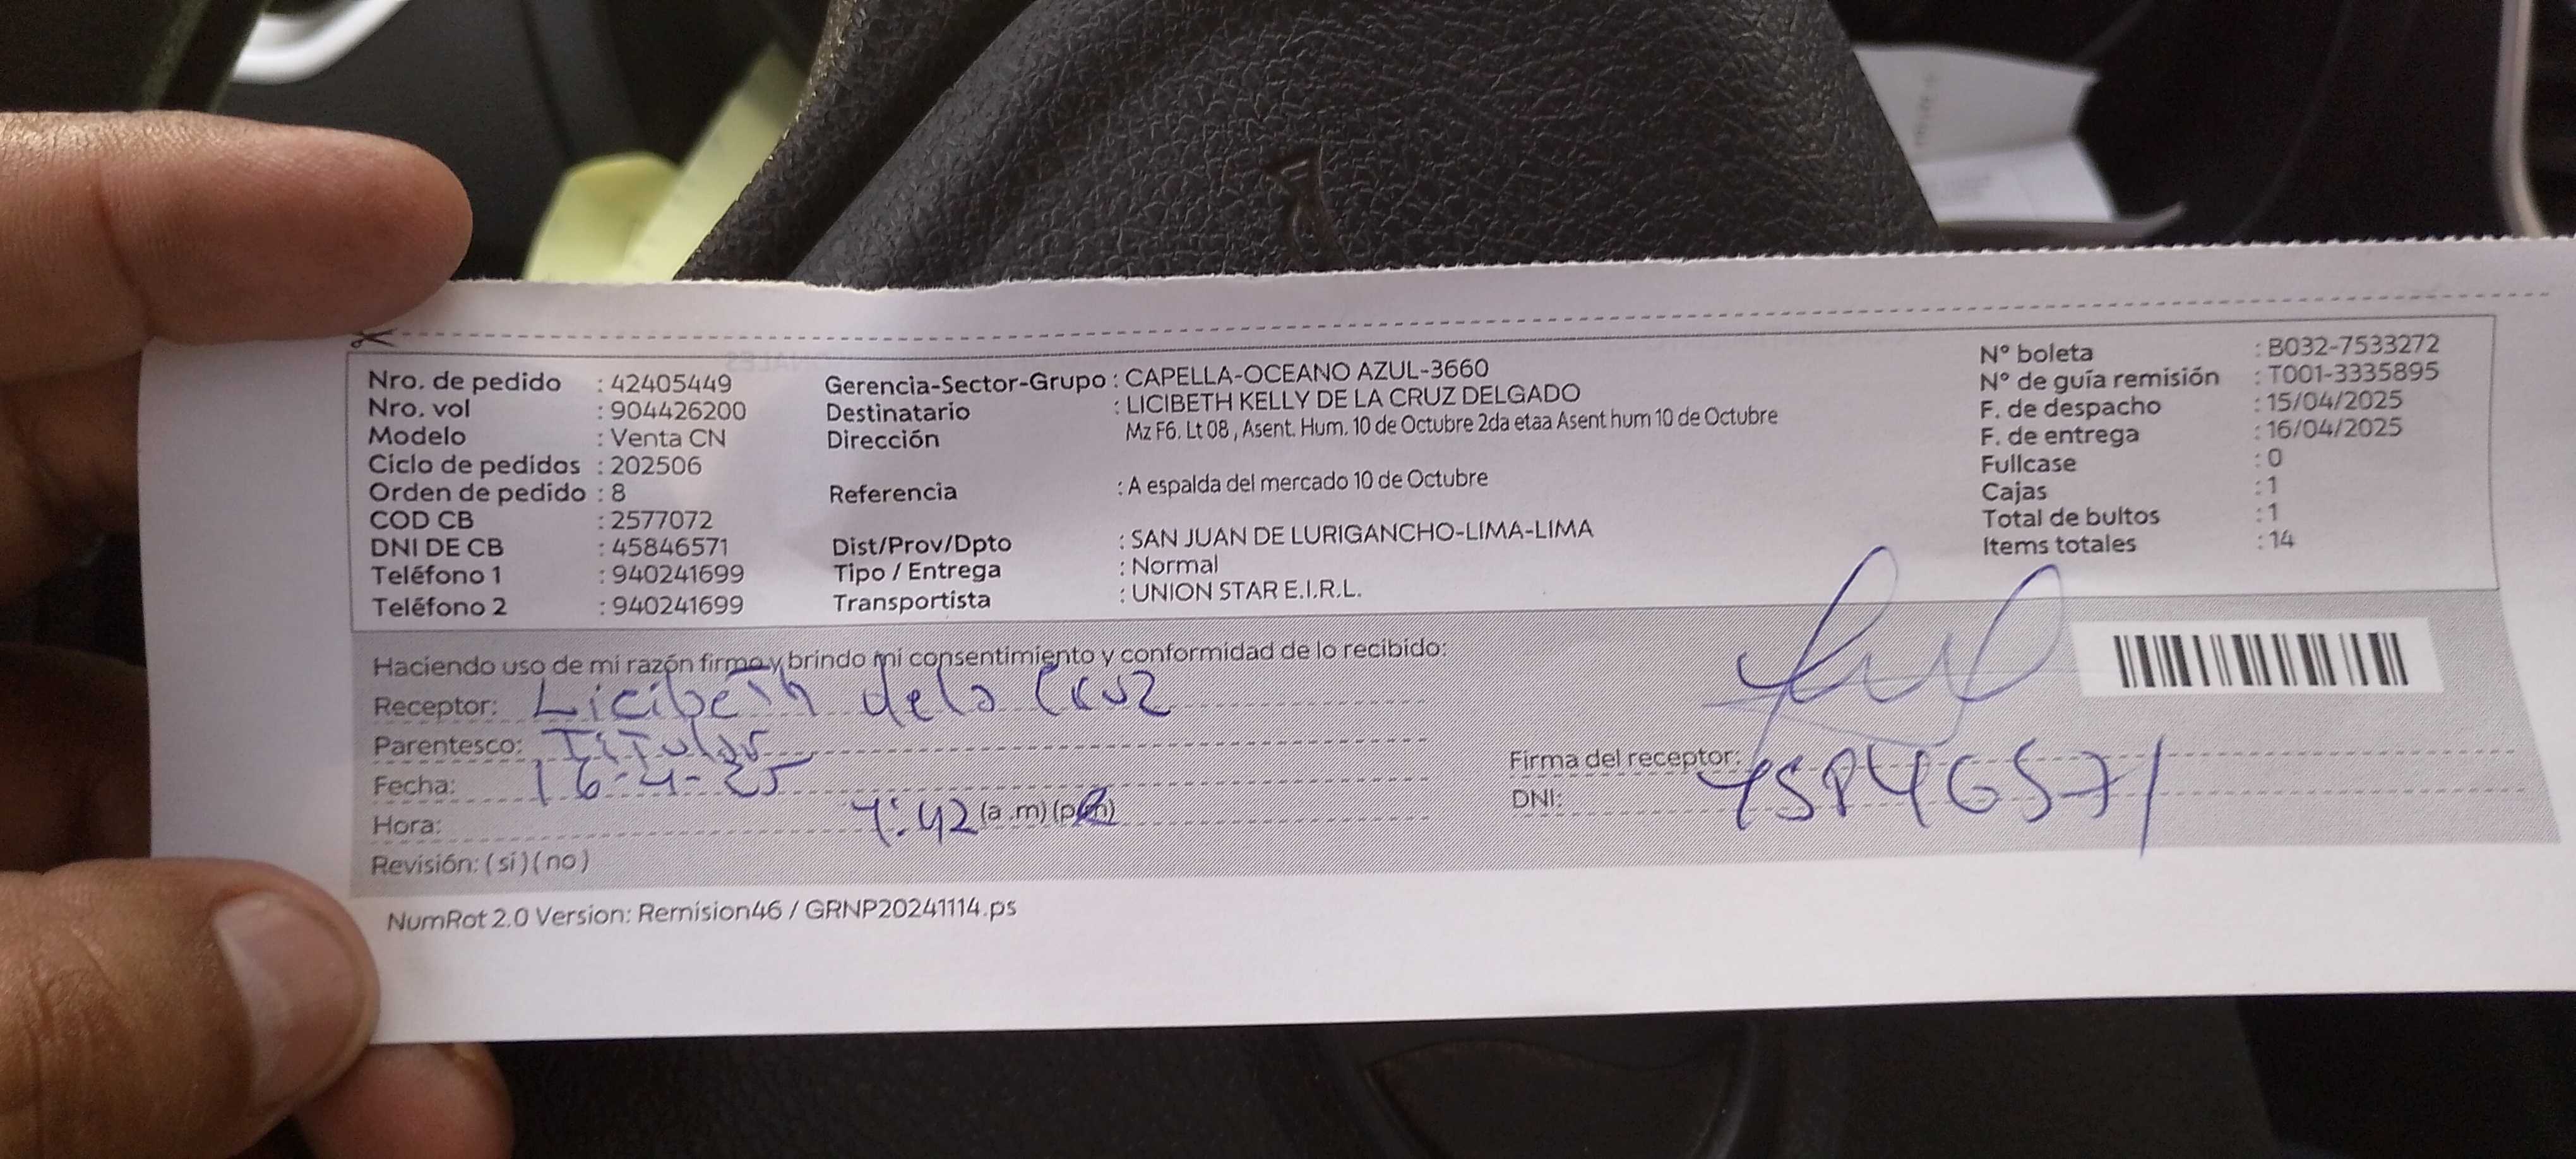 Nro. de pedido : 42405449
Nro. vol : 904426200
Modelo : Venta CN
Ciclo de pedidos : 202506
Orden de pedido : 8
COD CB : 2577072
DNI DE CB : 45846571
Teléfono 1 : 940241699
Teléfono 2 : 940241699
Gerencia-Sector-Grupo : CAPELLA-OCEANO AZUL-3660
Destinatario : LICIBETH KELLY DE LA CRUZ DELGADO
Dirección Mz F6. Lt 08 , Asent. Hum. 10 de Octubre 2da etaa Asent hum 10 de Octubre
Referencia : A espalda del mercado 10 de Octubre
Dist/Prov/Dpto : SAN JUAN DE LURIGANCHO-LIMA-LIMA
Tipo / Entrega : Normal
Transportista : UNION STAR E.I.R.L.
N° boleta : B032-7533272
N° de guía remisión : T001-3335895
F. de despacho : 15/04/2025
F. de entrega : 16/04/2025
Fullcase : 0
Cajas : 1
Total de bultos : 1
Items totales : 14
Haciendo uso de mi razón firmo y brindo mi consentimiento y conformidad de lo recibido:
Receptor: Licibeth dela Cruz
Parentesco: Titular
Fecha: 16-4-25
Hora: :42 (a .m) (p.m)
Revisión: ( si ) ( no )
Firma del receptor:
DNI: 45846571
NumRot 2.0 Version: Remision46 / GRNP20241114.ps